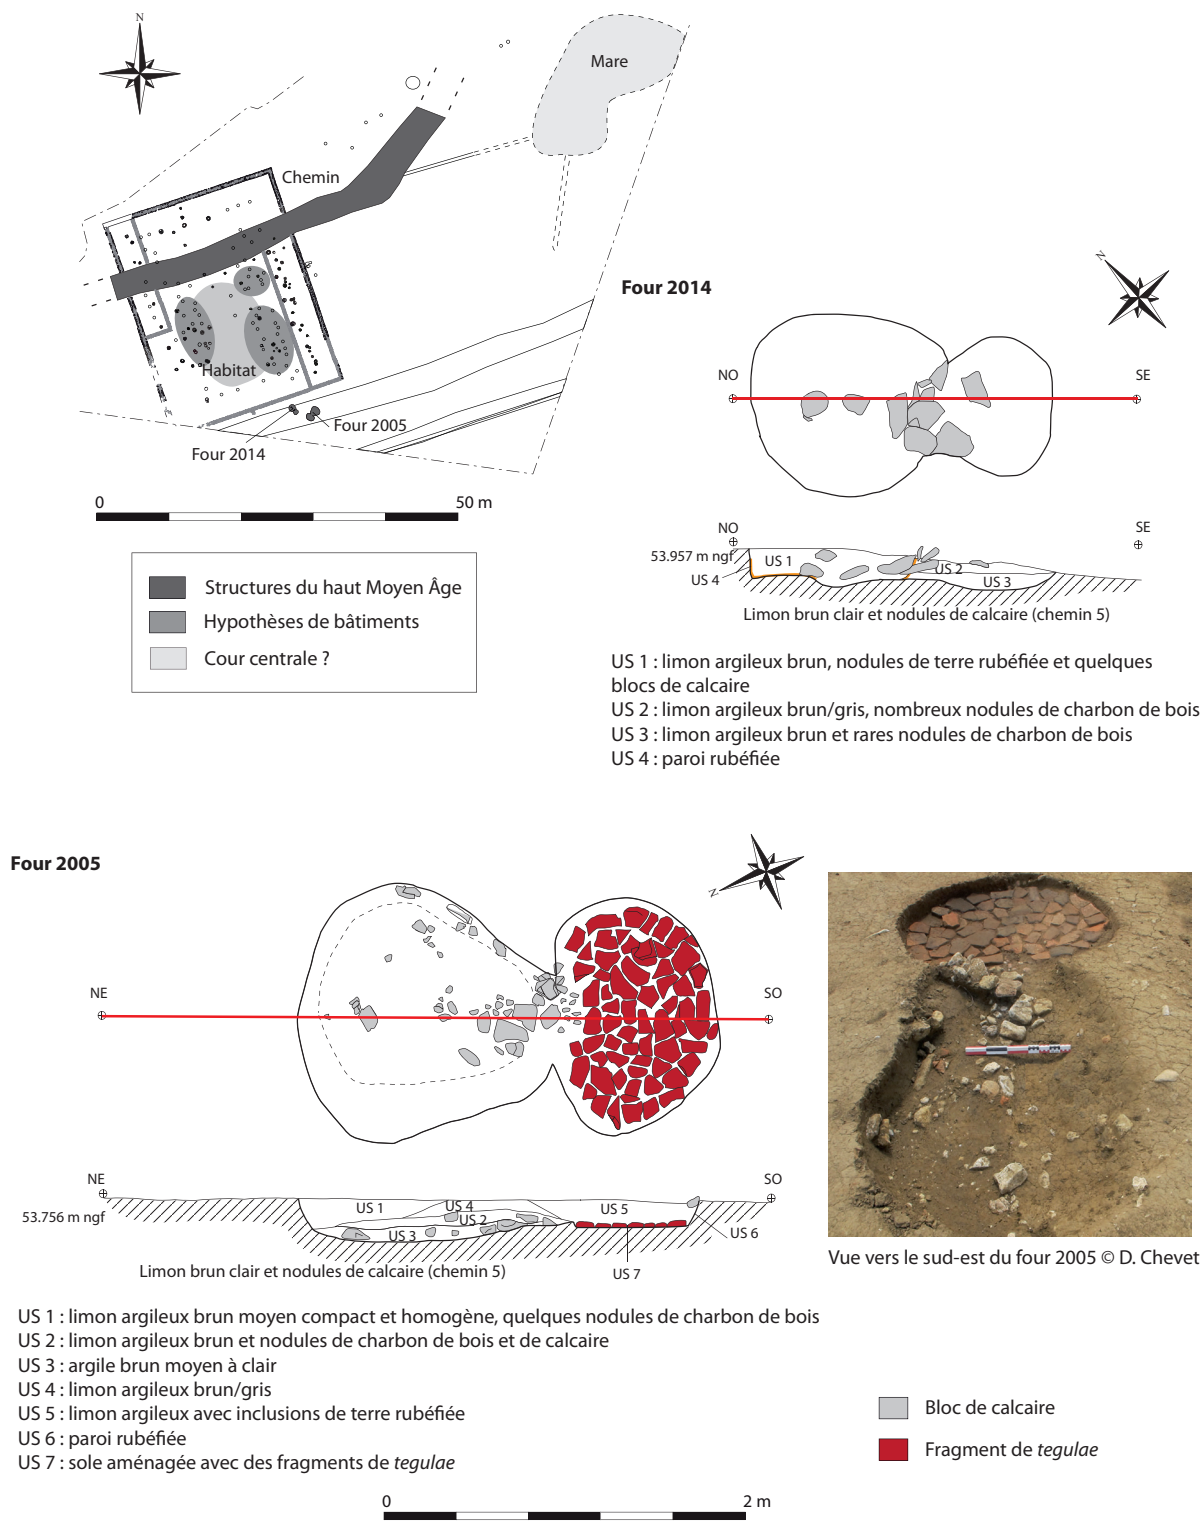 N
Mare
Chemin
Habitat
Four 2005
Four 2014
0 50 m
Structures du haut Moyen Âge
Hypothèses de bâtiments
Cour centrale ?
Four 2014
N
NO SE
NO SE
53.957 m ngf
US 1
US 4
US 2
US 3
Limon brun clair et nodules de calcaire (chemin 5)
US 1 : limon argileux brun, nodules de terre rubéfiée et quelques
blocs de calcaire
US 2 : limon argileux brun/gris, nombreux nodules de charbon de bois
US 3 : limon argileux brun et rares nodules de charbon de bois
US 4 : paroi rubéfiée
Four 2005
N
NE SO
NE SO
53.756 m ngf
US 1
US 4
US 2
US 3
US 5
US 6
US 7
Limon brun clair et nodules de calcaire (chemin 5)
Vue vers le sud-est du four 2005 © D. Chevet
US 1 : limon argileux brun moyen compact et homogène, quelques nodules de charbon de bois
US 2 : limon argileux brun et nodules de charbon de bois et de calcaire
US 3 : argile brun moyen à clair
US 4 : limon argileux brun/gris
US 5 : limon argileux avec inclusions de terre rubéfiée
US 6 : paroi rubéfiée
US 7 : sole aménagée avec des fragments de tegulae
Bloc de calcaire
Fragment de tegulae
0 2 m